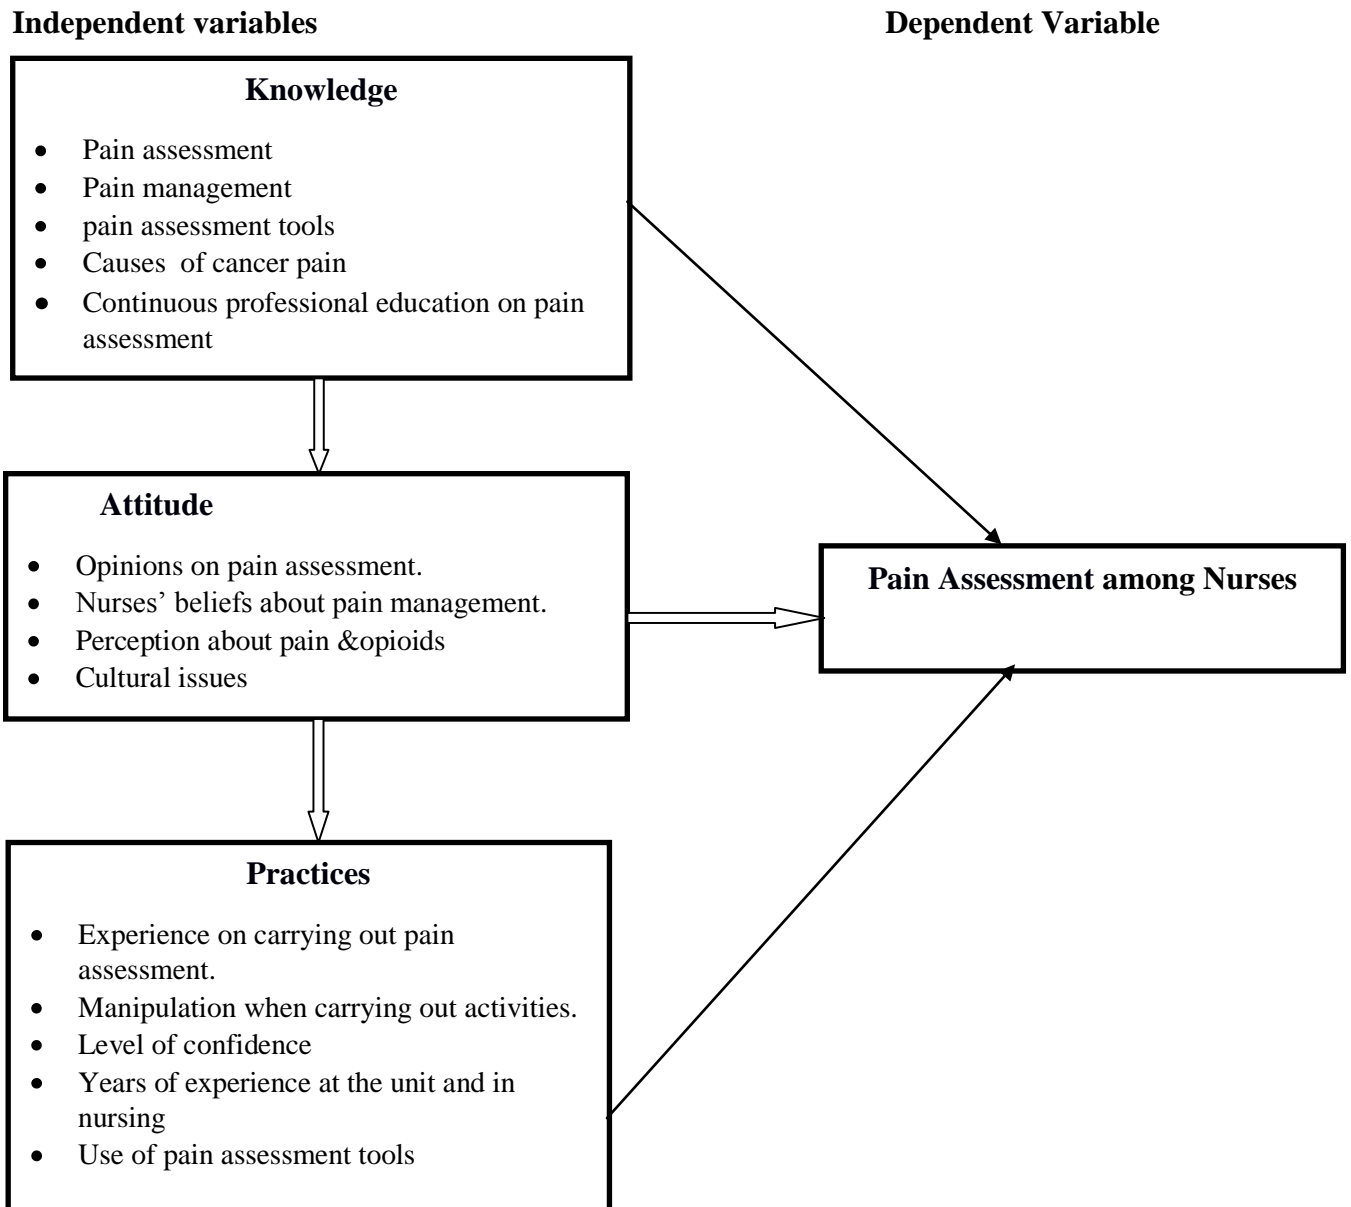 Independent variables
Dependent Variable
Knowledge
• Pain assessment
• Pain management
• pain assessment tools
• Causes of cancer pain
• Continuous professional education on pain
assessment
Attitude
• Opinions on pain assessment.
• Nurses’ beliefs about pain management.
• Perception about pain &opioids
• Cultural issues
Pain Assessment among Nurses
Practices
• Experience on carrying out pain
assessment.
• Manipulation when carrying out activities.
• Level of confidence
• Years of experience at the unit and in
nursing
• Use of pain assessment tools